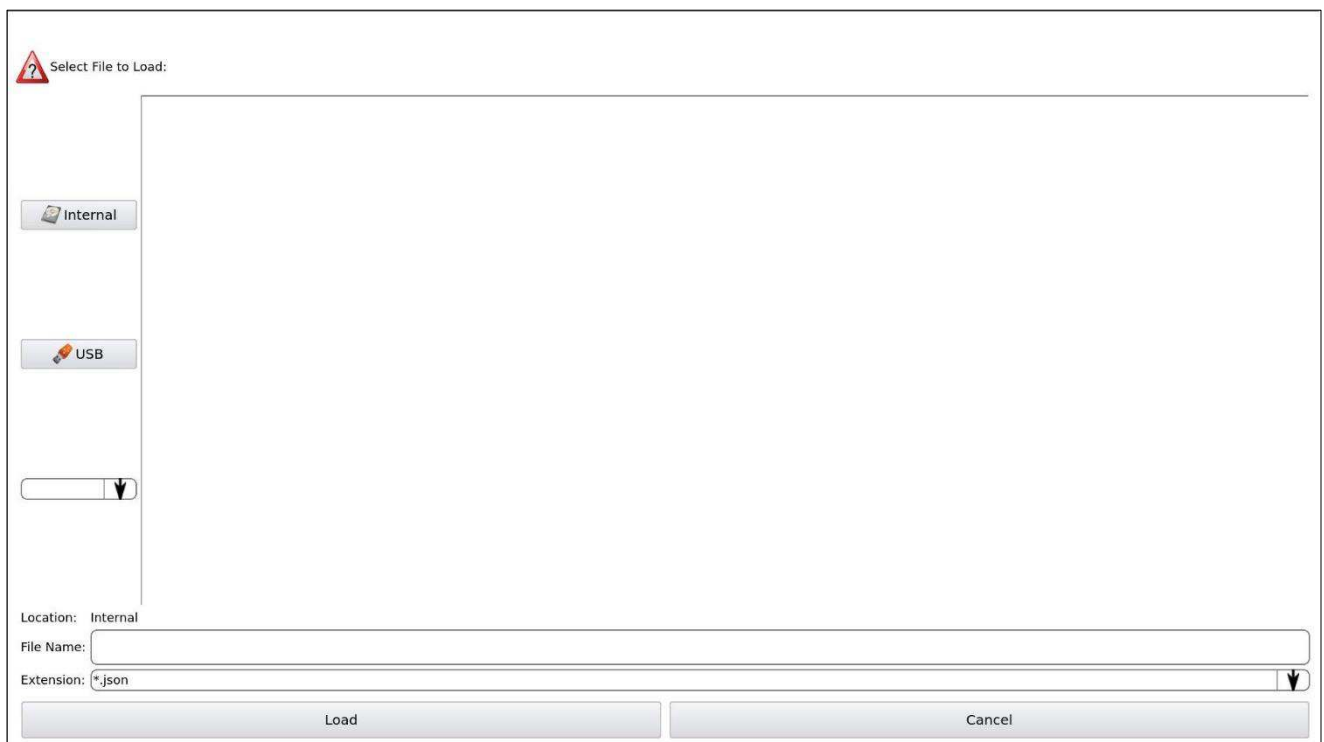 ?
Select File to Load:
Internal
USB
Location: Internal
File Name:
Extension: *.json
Load Cancel